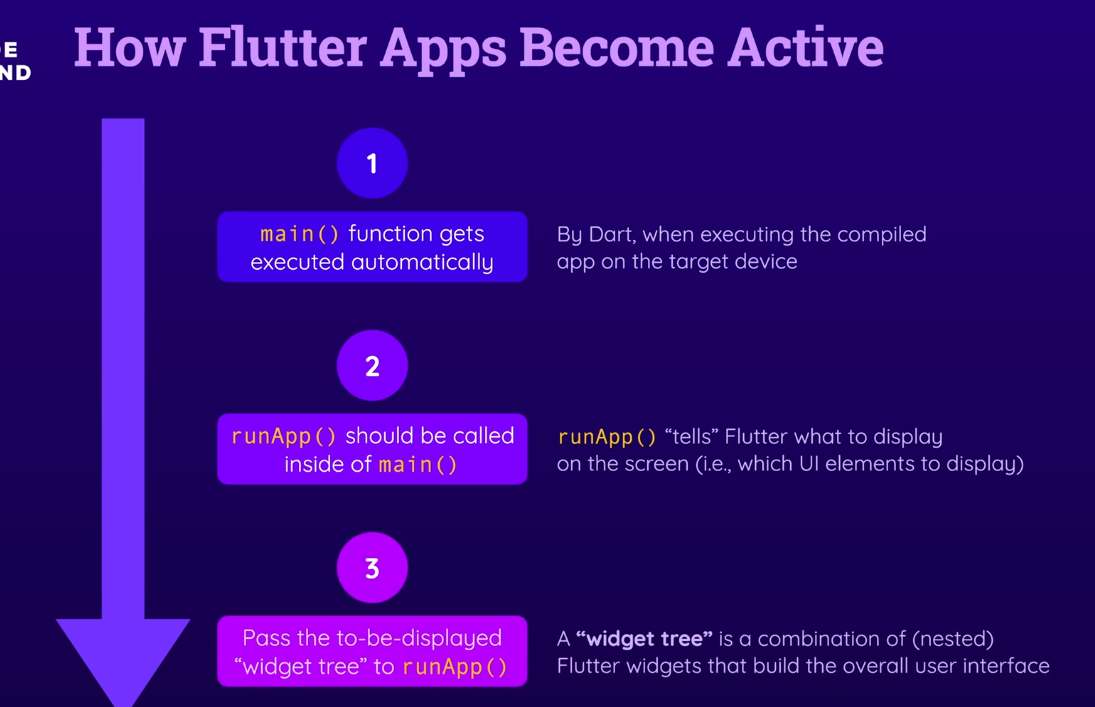 DE
ND
How Flutter Apps Become Active
1
main() function gets
executed automatically
By Dart, when executing the compiled
app on the target device
2
runApp() should be called
inside of main()
runApp() “tells” Flutter what to display
on the screen (i.e., which UI elements to display)
3
Pass the to-be-displayed
“widget tree” to runApp()
A “widget tree” is a combination of (nested)
Flutter widgets that build the overall user interface